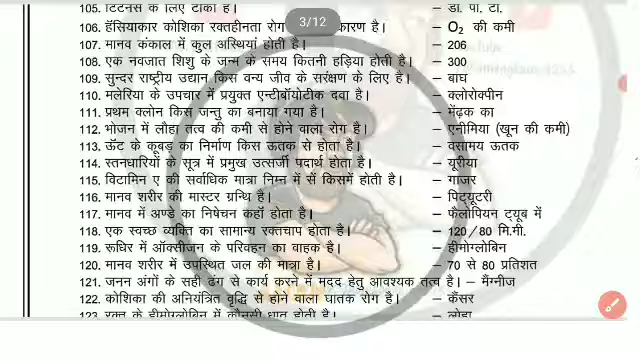 105. टिटनेस के लिए टीका है। – डी. पी. टी.
3/12
106. हँसियाकार कोशिका रक्तहीनता रोग कारण है। – O₂ की कमी
107. मानव कंकाल में कुल अस्थियां होती है। – 206
108. एक नवजात शिशु के जन्म के समय कितनी हड्डिया होती है। – 300
109. सुन्दर राष्ट्रीय उद्यान किस वन्य जीव के सरंक्षण के लिए है। – बाघ
110. मलेरिया के उपचार में प्रयुक्त एन्टीबॉयोटीक दवा है। – क्लोरोक्पीन
111. प्रथम क्लोन किस जन्तु का बनाया गया है। – मेंढ़क का
112. भोजन में लौहा तत्व की कमी से होने वाला रोग है। – एनीमिया (खून की कमी)
113. ऊँट के कूबड़ का निर्माण किस ऊतक से होता है। – वसामय ऊतक
114. स्तनधारियों के सूत्र में प्रमुख उत्सर्जी पदार्थ होता है। – यूरीया
115. विटामिन ए की सर्वाधिक मात्रा निम्न में सें किसमें होती है। – गाजर
116. मानव शरीर की मास्टर ग्रन्थि है। – पिट्यूटरी
117. मानव में अण्डे का निषेचन कहाँ होता है। – फैलोपियन ट्यूब में
118. एक स्वच्छ व्यक्ति का सामान्य रक्तचाप होता है। – 120/80 मि.मी.
119. रूधिर में ऑक्सीजन के परिवहन का वाहक है। – हीमोग्लोबिन
120. मानव शरीर में उपस्थित जल की मात्रा है। – 70 से 80 प्रतिशत
121. जनन अंगों के सही ढंग से कार्य करने में मदद हेतु आवश्यक तत्व है। – मैंग्नीज
122. कोशिका की अनियंत्रित वृद्धि से होने वाला घातक रोग है। – कैंसर
123. रक्त के हीमोग्लोबिन में कौनसी धातु होती है। – लोहा